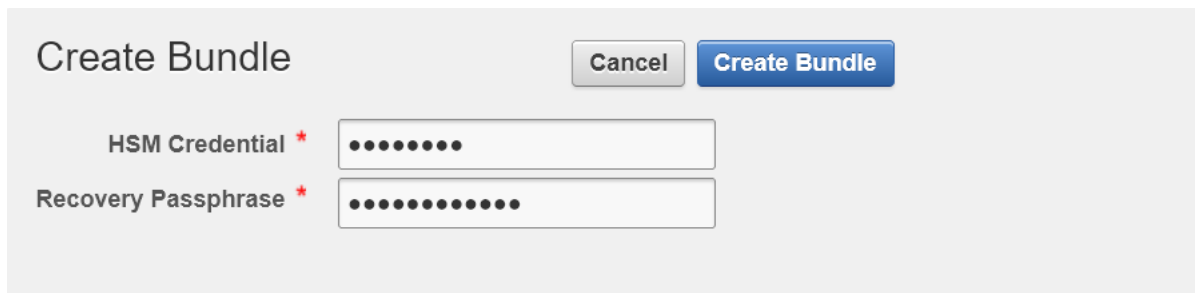 Create Bundle
Cancel
Create Bundle
HSM Credential *
••••••••
Recovery Passphrase *
••••••••••••